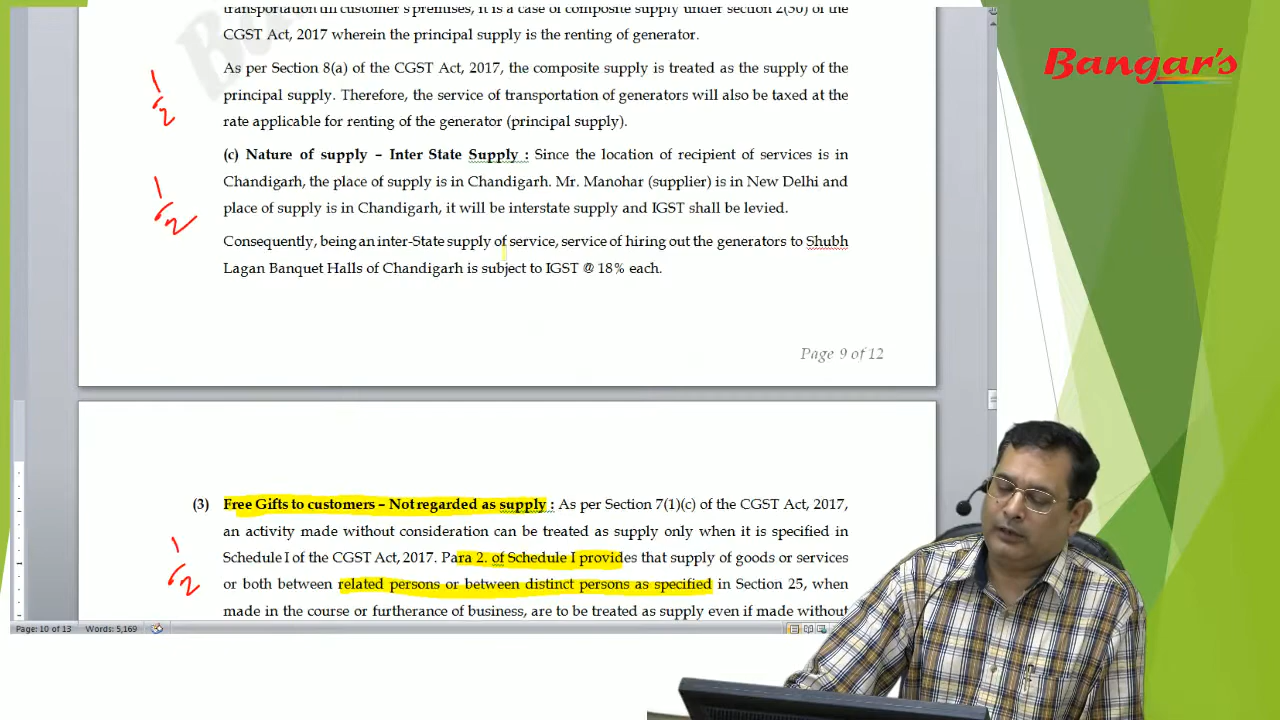 transportation till customer's premises, it is a case of composite supply under section 2(30) of the
CGST Act, 2017 wherein the principal supply is the renting of generator.
As per Section 8(a) of the CGST Act, 2017, the composite supply is treated as the supply of the
principal supply. Therefore, the service of transportation of generators will also be taxed at the
rate applicable for renting of the generator (principal supply).
1/2
(c) Nature of supply – Inter State Supply : Since the location of recipient of services is in
Chandigarh, the place of supply is in Chandigarh. Mr. Manohar (supplier) is in New Delhi and
place of supply is in Chandigarh, it will be interstate supply and IGST shall be levied.
1/2
Consequently, being an inter-State supply of service, service of hiring out the generators to Shubh
Lagan Banquet Halls of Chandigarh is subject to IGST @ 18% each.
Page 9 of 12
(3) Free Gifts to customers – Not regarded as supply : As per Section 7(1)(c) of the CGST Act, 2017,
an activity made without consideration can be treated as supply only when it is specified in
Schedule I of the CGST Act, 2017. Para 2. of Schedule I provides that supply of goods or services
or both between related persons or between distinct persons as specified in Section 25, when
made in the course or furtherance of business, are to be treated as supply even if made without
1/2
Page: 10 of 13 Words: 5,169
Bangar's